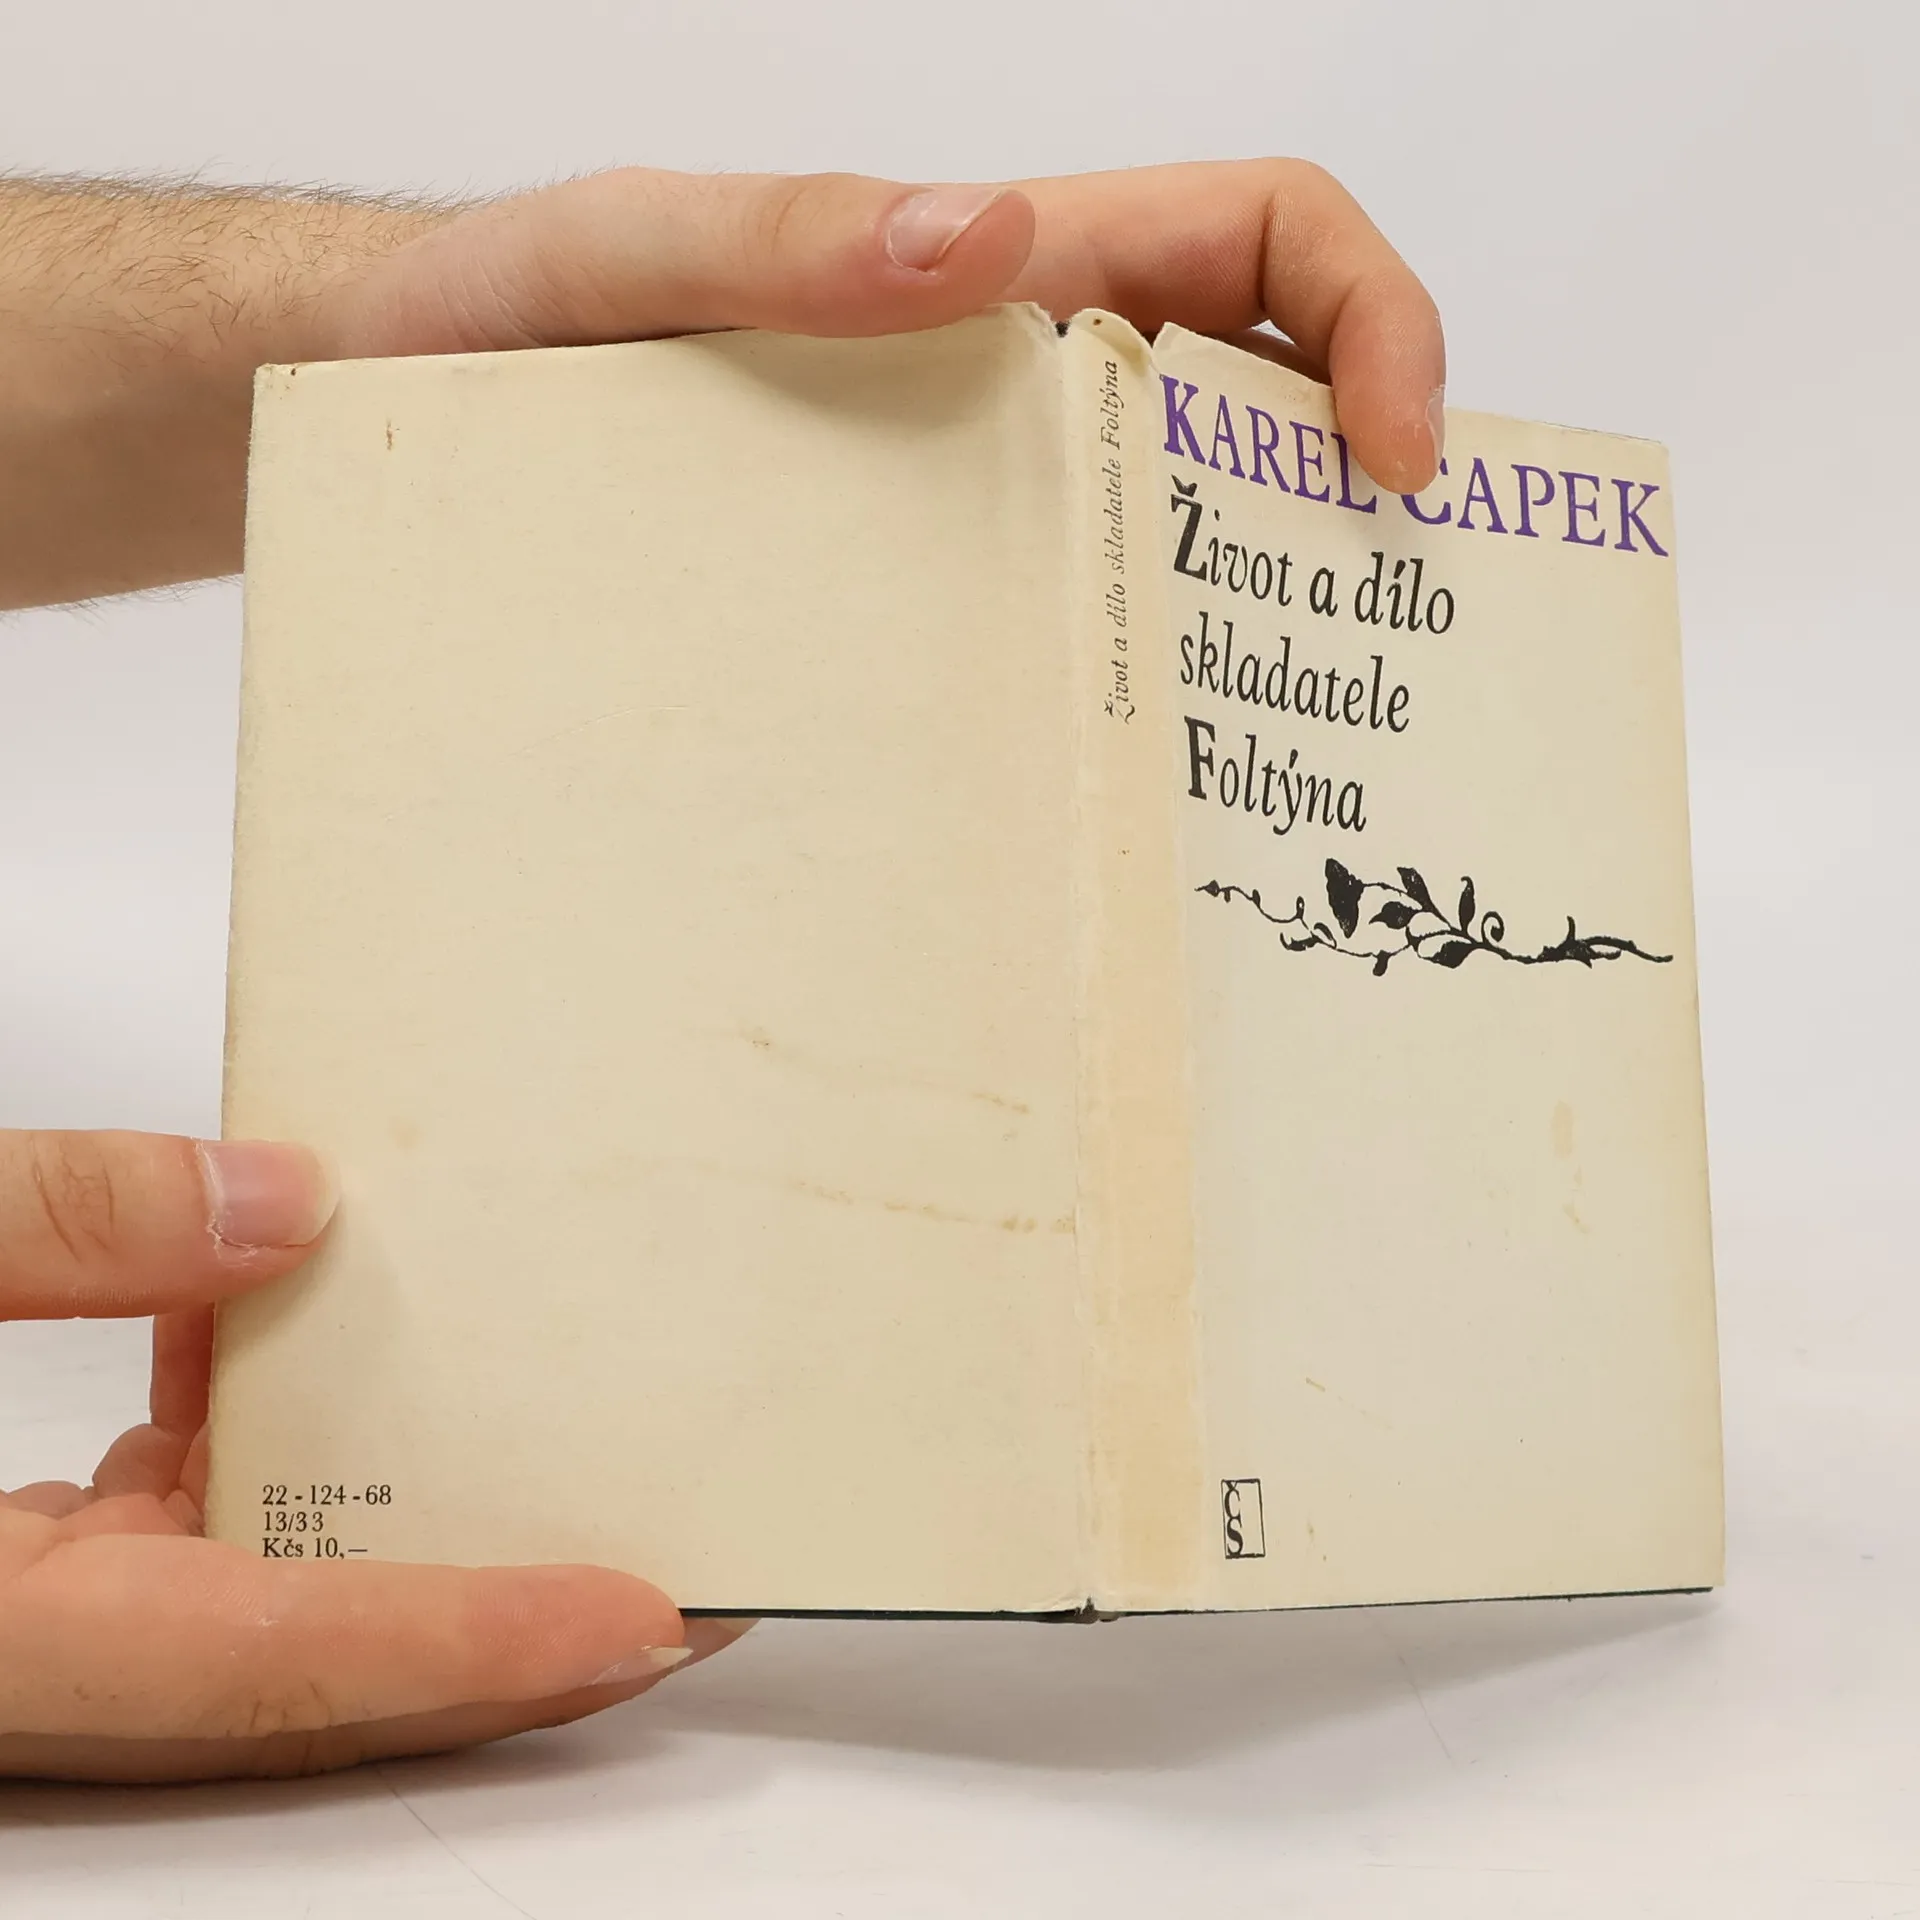 KAREL ČAPEK
Život a dílo
skladatele
Foltýna
Život a dílo skladatele Foltýna
ČS
22-124-68
13/33
Kčs 10,—